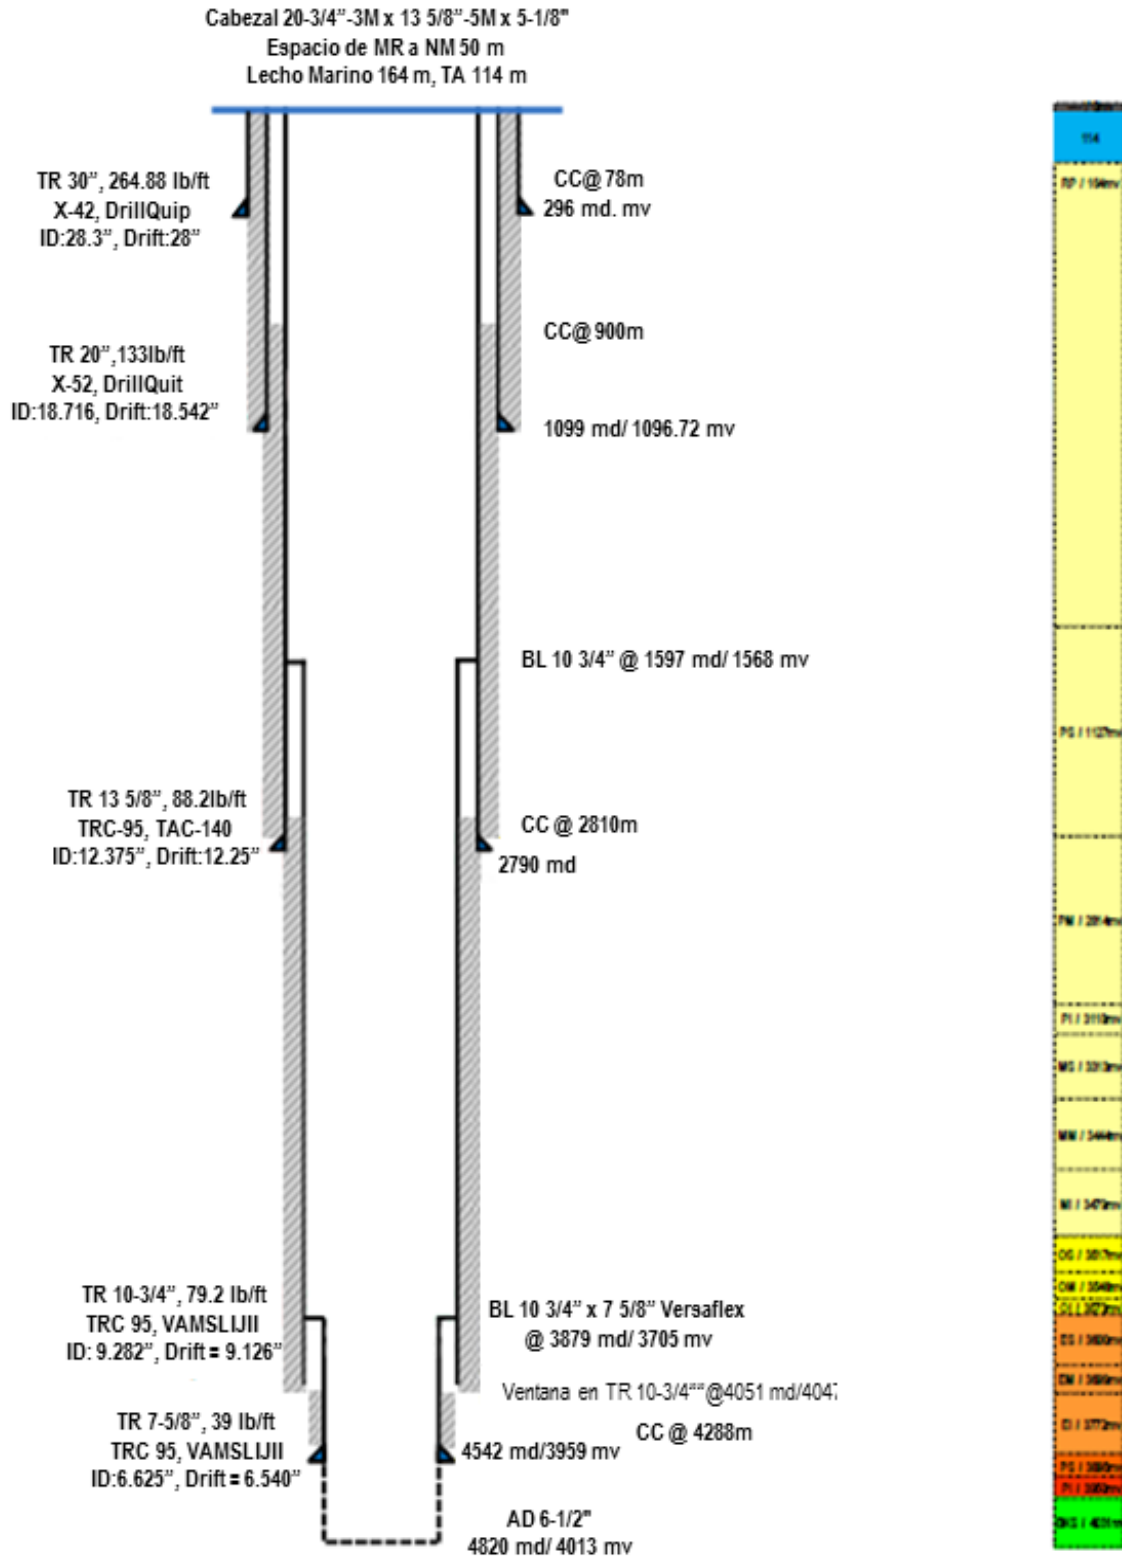 Cabezal 20-3/4"-3M x 13 5/8"-5M x 5-1/8"
Espacio de MR a NM 50 m
Lecho Marino 164 m, TA 114 m
TR 30", 264.88 lb/ft
X-42, DrillQuip
ID:28.3", Drift:28"
CC@ 78m
296 md. mv
CC@ 900m
TR 20",133lb/ft
X-52, DrillQuit
ID:18.716, Drift:18.542"
1099 md/ 1096.72 mv
BL 10 3/4" @ 1597 md/ 1568 mv
TR 13 5/8", 88.2lb/ft
TRC-95, TAC-140
ID:12.375", Drift:12.25"
CC @ 2810m
2790 md
TR 10-3/4", 79.2 lb/ft
TRC 95, VAMSLIJII
ID: 9.282", Drift = 9.126"
BL 10 3/4" x 7 5/8" Versaflex
@ 3879 md/ 3705 mv
Ventana en TR 10-3/4""@4051 md/404
CC @ 4288m
TR 7-5/8", 39 lb/ft
TRC 95, VAMSLIJII
ID:6.625", Drift = 6.540"
4542 md/3959 mv
AD 6-1/2"
4820 md/ 4013 mv
114